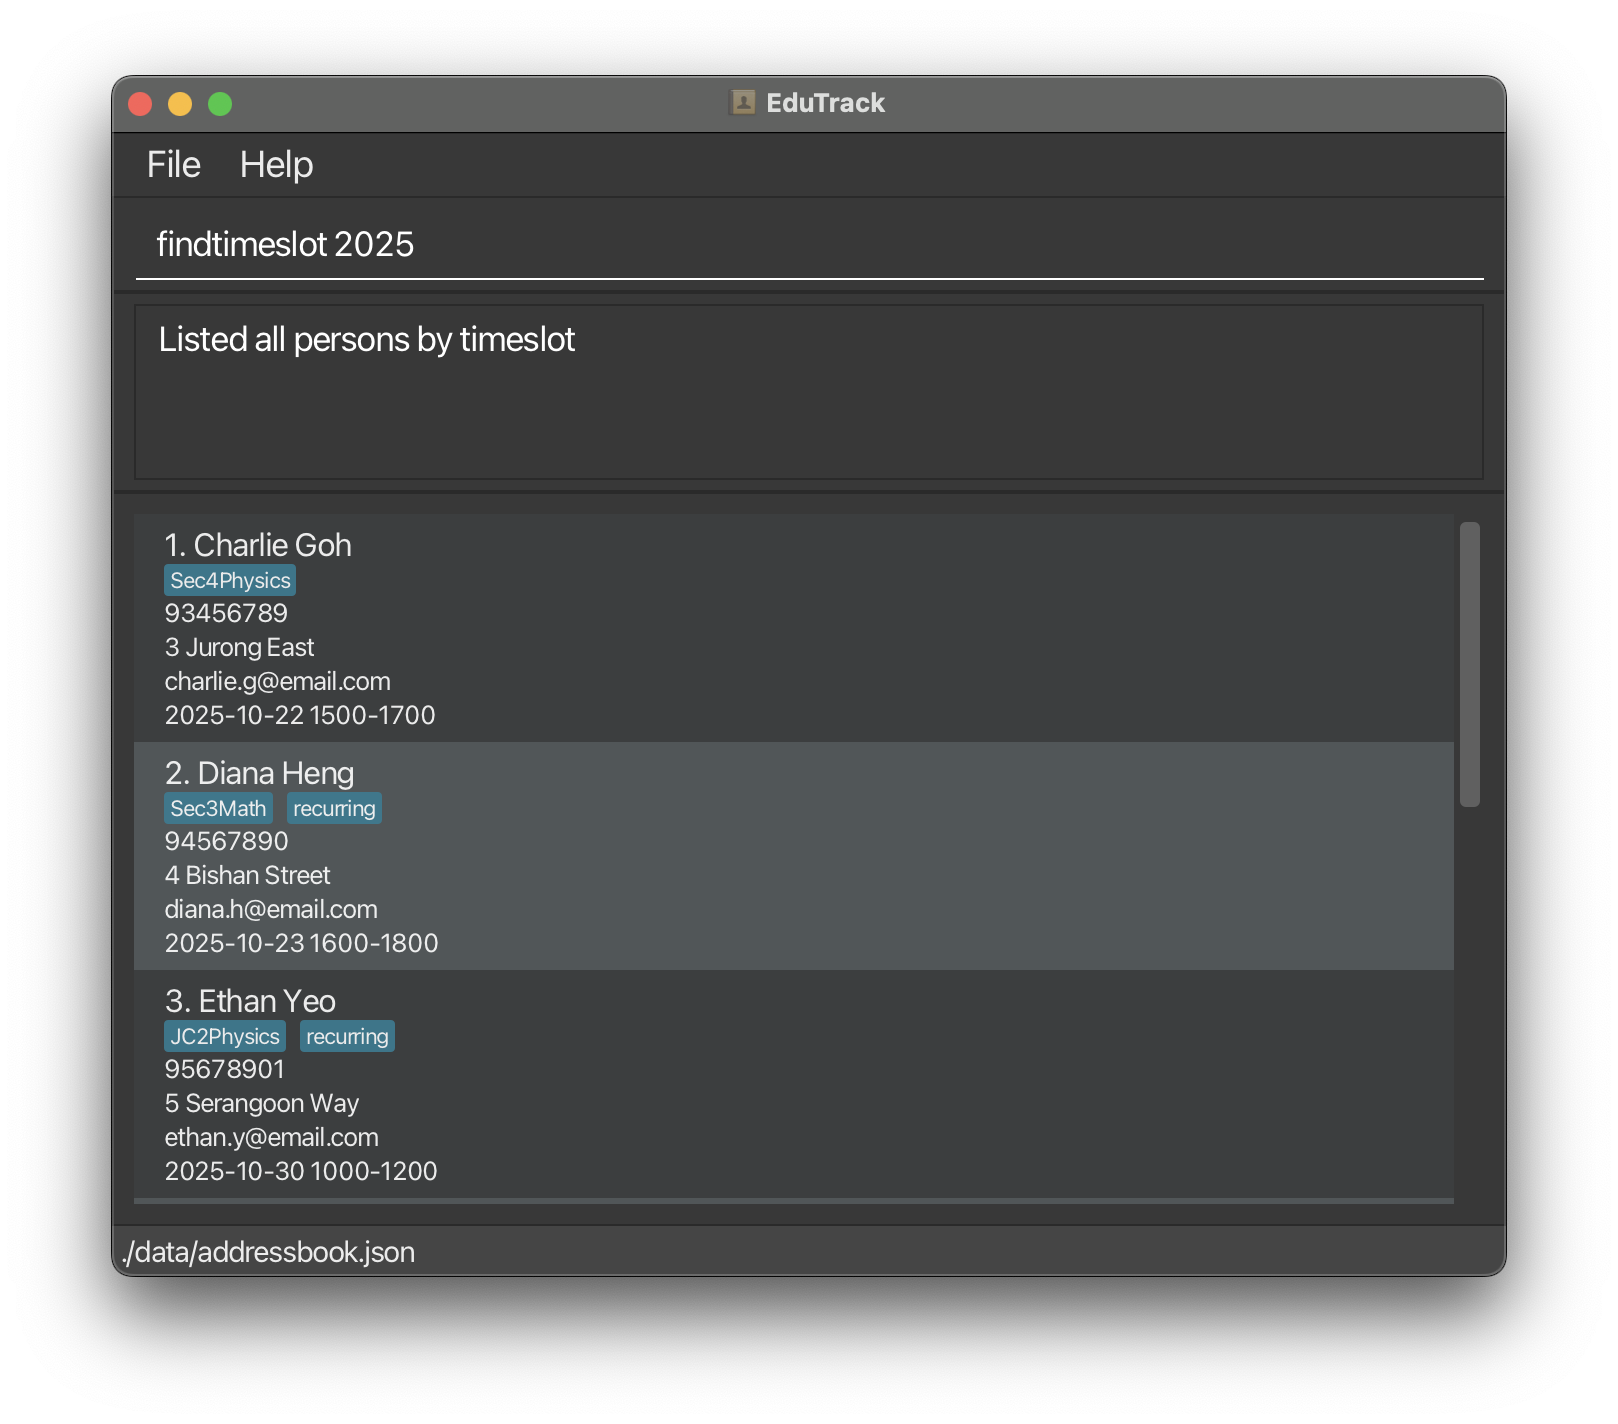 EduTrack
File Help
findtimeslot 2025
Listed all persons by timeslot
1. Charlie Goh
Sec4Physics
93456789
3 Jurong East
charlie.g@email.com
2025-10-22 1500-1700
2. Diana Heng
Sec3Math recurring
94567890
4 Bishan Street
diana.h@email.com
2025-10-23 1600-1800
3. Ethan Yeo
JC2Physics recurring
95678901
5 Serangoon Way
ethan.y@email.com
2025-10-30 1000-1200
./data/addressbook.json